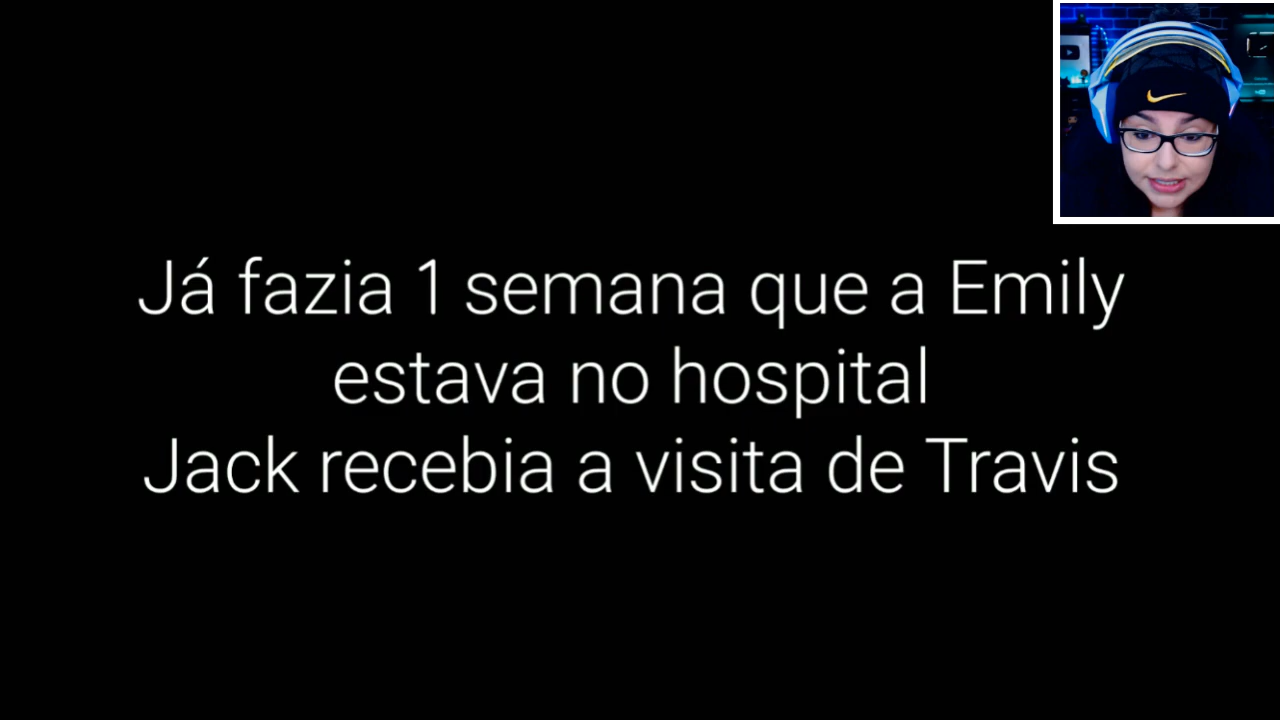 Já fazia 1 semana que a Emily
estava no hospital
Jack recebia a visita de Travis